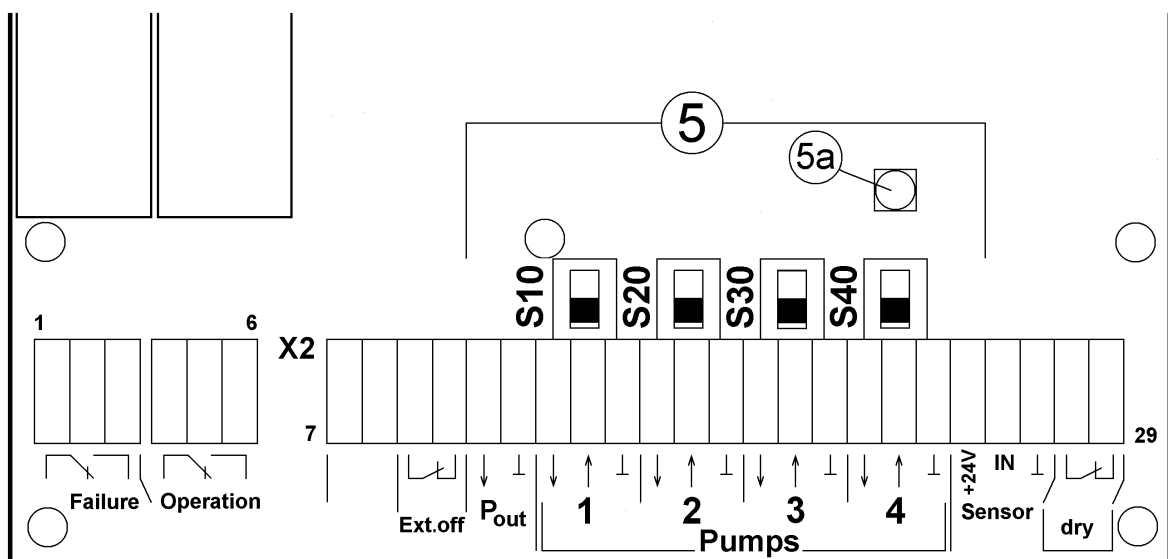 5
5a
S10 S20 S30 S40
1 6
X2
7 29
Failure Operation
Ext.off Pout 1 2 3 4 +24V IN Sensor dry
Pumps